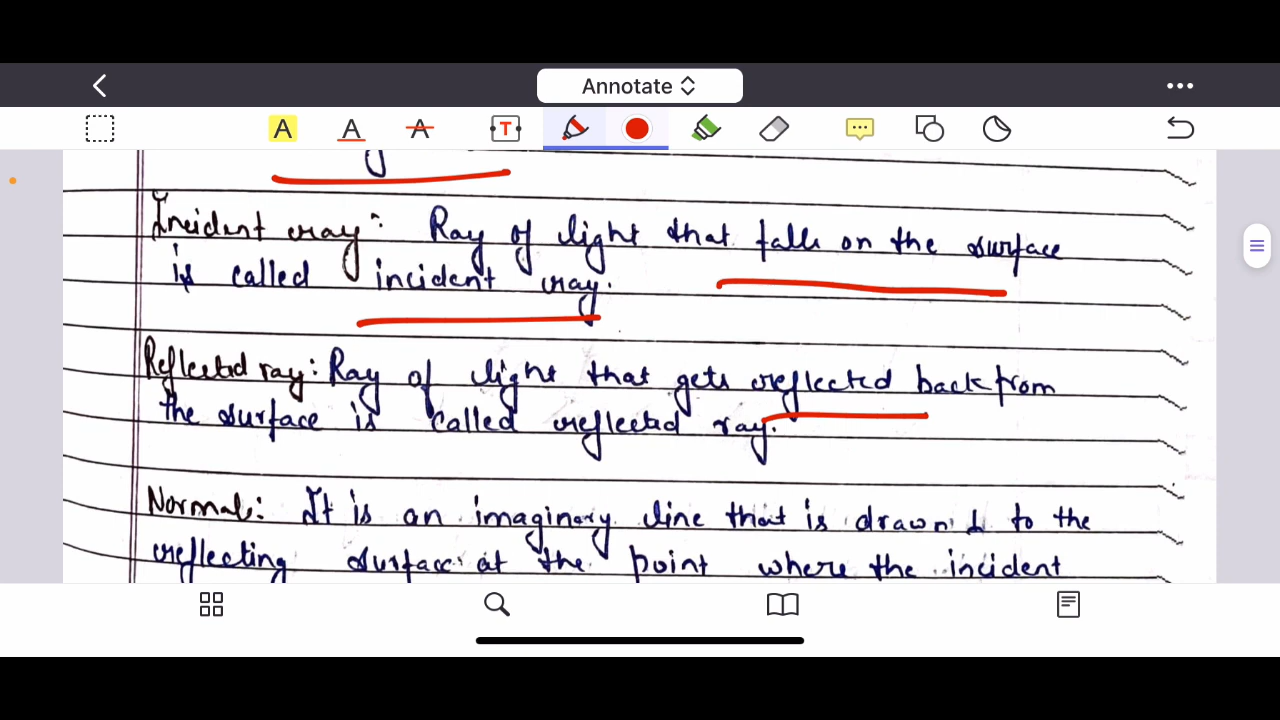 Annotate
A A A T
Incident ray: Ray of light that falls on the surface
is called incident ray.
Reflected ray: Ray of light that gets reflected back from
the surface is called reflected ray.
Normal: It is an imaginary line that is drawn ⊥ to the
reflecting surface at the point where the incident